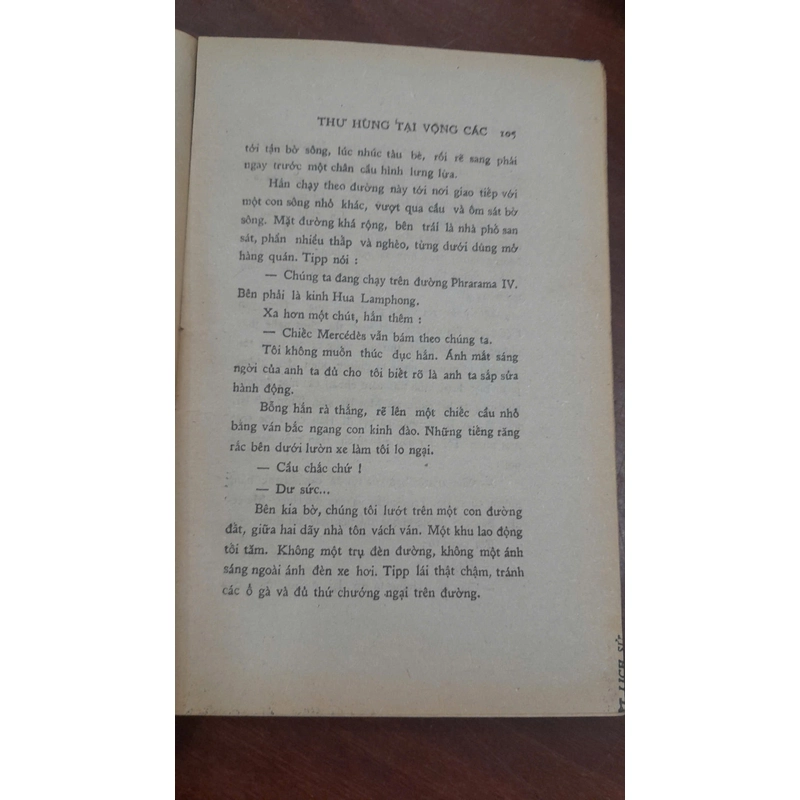 THƯ HÙNG TẠI VỌNG CÁC 105
tới tận bờ sông, lúc nhúc tàu bè, rồi rẽ sang phải
ngay trước một chân cầu hình lưng lừa.
Hắn chạy theo đường này tới nơi giao tiếp với
một con sông nhỏ khác, vượt qua cầu và ôm sát bờ
sông. Mặt đường khá rộng, bên trái là nhà phố san
sát, phần nhiều thấp và nghèo, từng dưới dùng mở
hàng quán. Tipp nói :
— Chúng ta đang chạy trên đường Phrarama IV.
Bên phải là kinh Hua Lamphong.
Xa hơn một chút, hắn thêm :
— Chiếc Mercédès vẫn bám theo chúng ta.
Tôi không muốn thúc dục hắn. Ánh mắt sáng
ngời của anh ta đủ cho tôi biết rõ là anh ta sắp sửa
hành động.
Bỗng hắn rà thắng, rẽ lên một chiếc cầu nhỏ
bằng ván bắc ngang con kinh đào. Những tiếng răng
rắc bên dưới lườn xe làm tôi lo ngại.
— Cầu chắc chứ !
— Dư sức...
Bên kia bờ, chúng tôi lướt trên một con đường
đất, giữa hai dãy nhà tôn vách ván. Một khu lao động
tối tăm. Không một trụ đèn đường, không một ánh
sáng ngoài ánh đèn xe hơi. Tipp lái thật chậm, tránh
các ổ gà và đủ thứ chướng ngại trên đường.
LỊCH SỬ